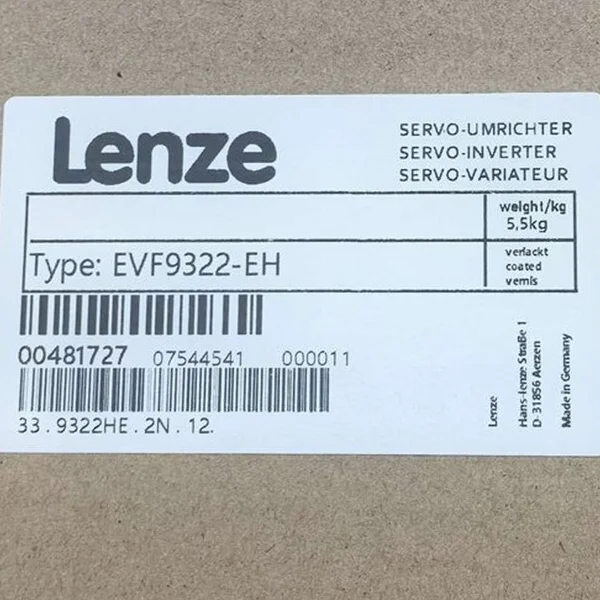 Lenze
SERVO-UMRICHTER
SERVO-INVERTER
SERVO-VARIATEUR
weight/kg
5,5kg
Type: EVF9322-EH
verlackt
coated
vernis
00481727 07544541 000011
33.9322HE.2N.12.
Lenze
Hans-lenze Straße 1
D-31856 Aerzen
Made in Germany